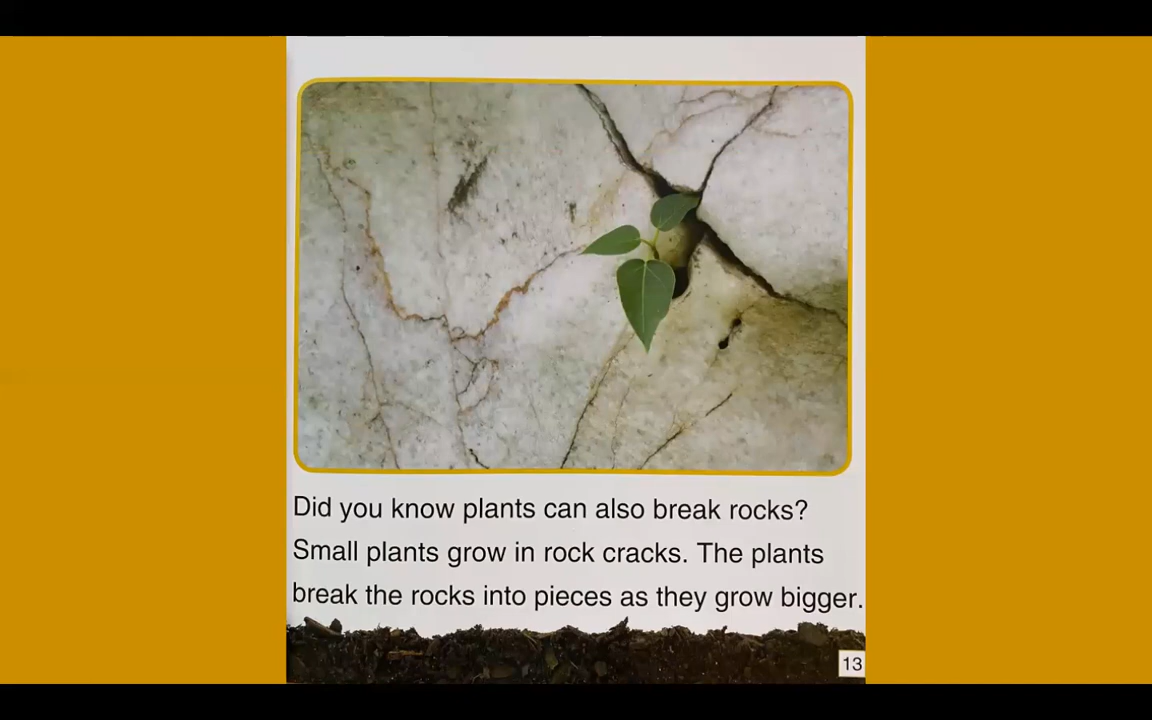 Did you know plants can also break rocks?
Small plants grow in rock cracks. The plants
break the rocks into pieces as they grow bigger.
13